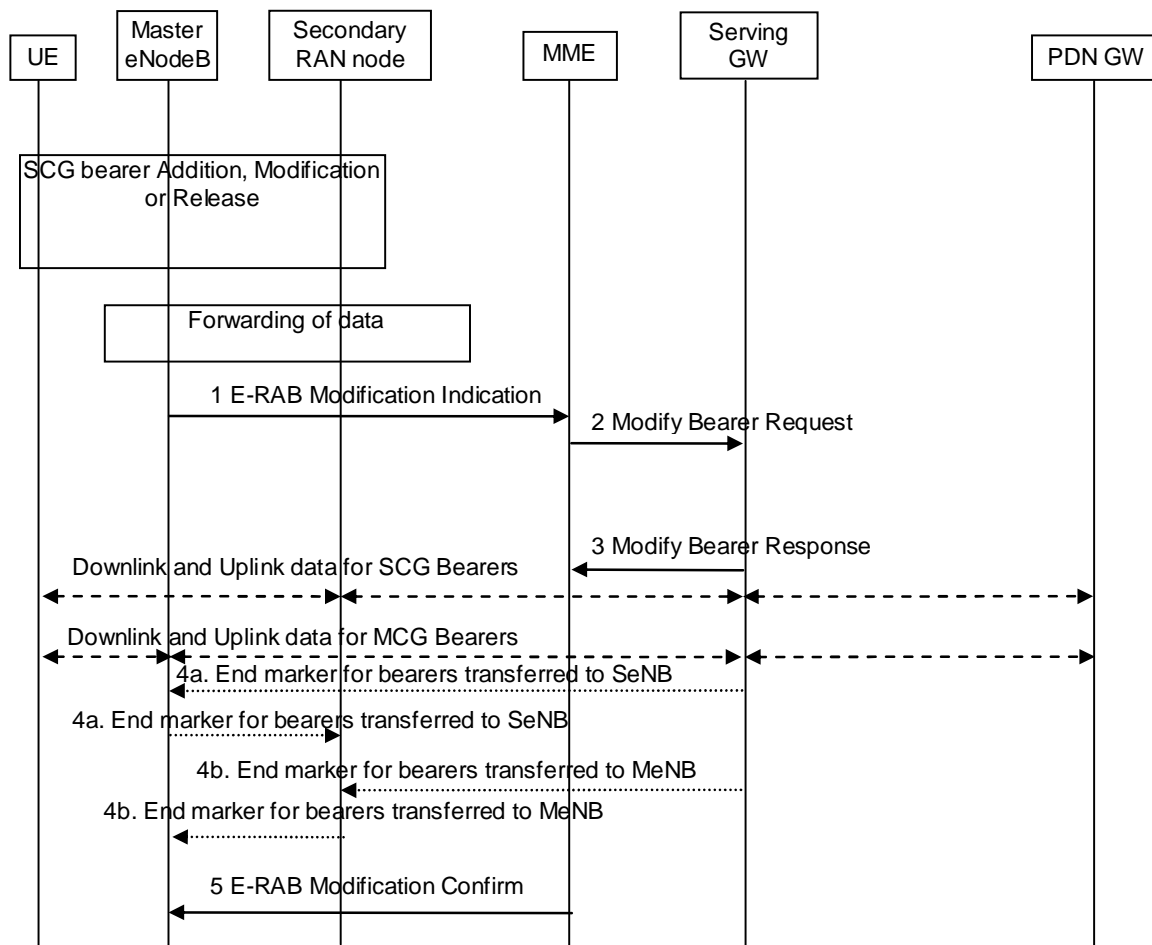 UE
Master
eNodeB
Secondary
RAN node
MME
Serving
GW
PDN GW
SCG bearer Addition, Modification
or Release
Forwarding of data
1 E-RAB Modification Indication
2 Modify Bearer Request
3 Modify Bearer Response
Downlink and Uplink data for SCG Bearers
Downlink and Uplink data for MCG Bearers
4a. End marker for bearers transferred to SeNB
4a. End marker for bearers transferred to SeNB
4b. End marker for bearers transferred to MeNB
4b. End marker for bearers transferred to MeNB
5 E-RAB Modification Confirm